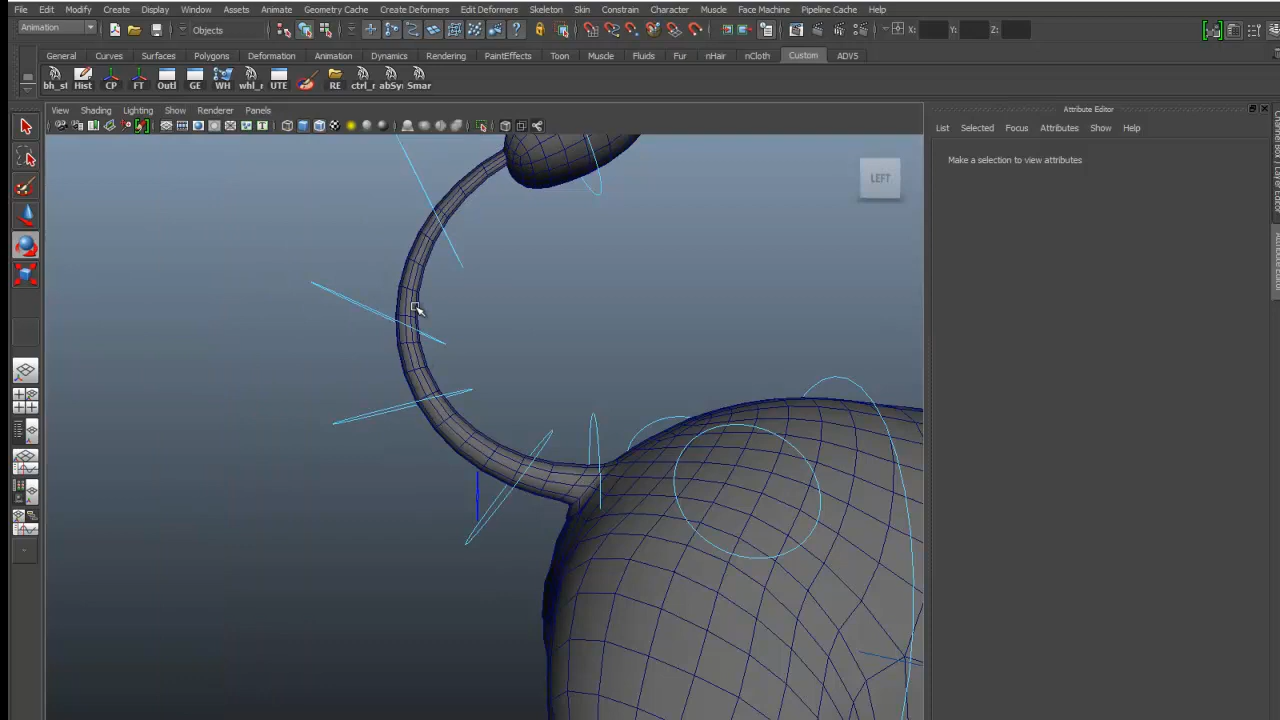 File Edit Modify Create Display Window Assets Animate Geometry Cache Create Deformers Edit Deformers Skeleton Skin Constrain Character Muscle Face Machine Pipeline Cache Help
Animation Objects X: Y: Z:
General Curves Surfaces Polygons Deformation Animation Dynamics Rendering PaintEffects Toon Muscle Fluids Fur nHair nCloth Custom ADV5
Hist CP FT Outl GE WH whl_r UTE RE ctrl_r abSy Smar
View Shading Lighting Show Renderer Panels
Attribute Editor
List Selected Focus Attributes Show Help
Make a selection to view attributes
LEFT